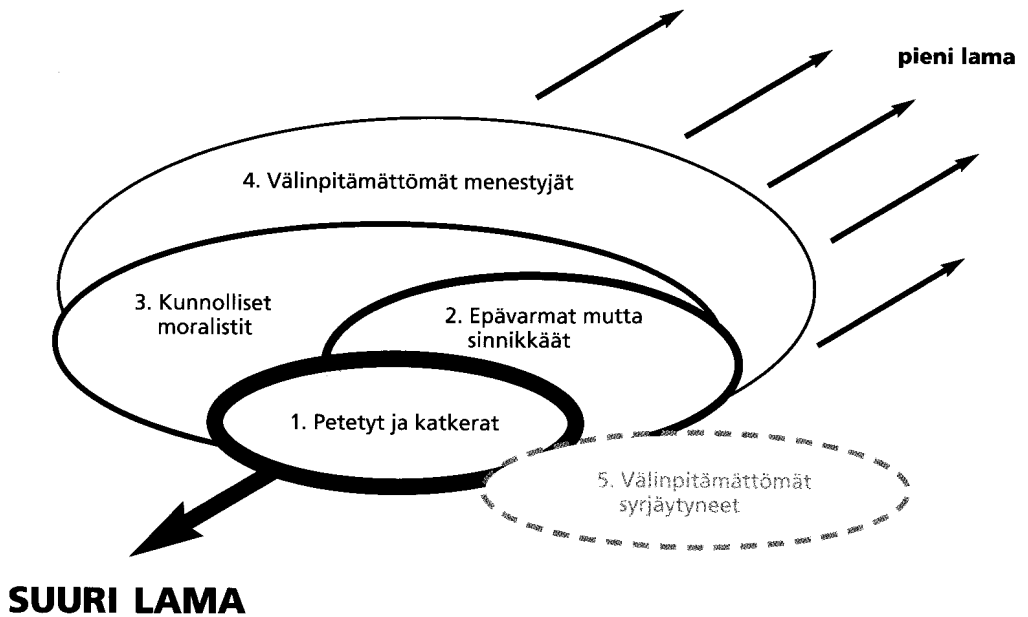 pieni lama
4. Välinpitämättömät menestyjät
3. Kunnolliset
moralistit
2. Epävarmat mutta
sinnikkäät
1. Petetyt ja katkerat
5. Välinpitämättömät
syrjäytyneet
SUURI LAMA